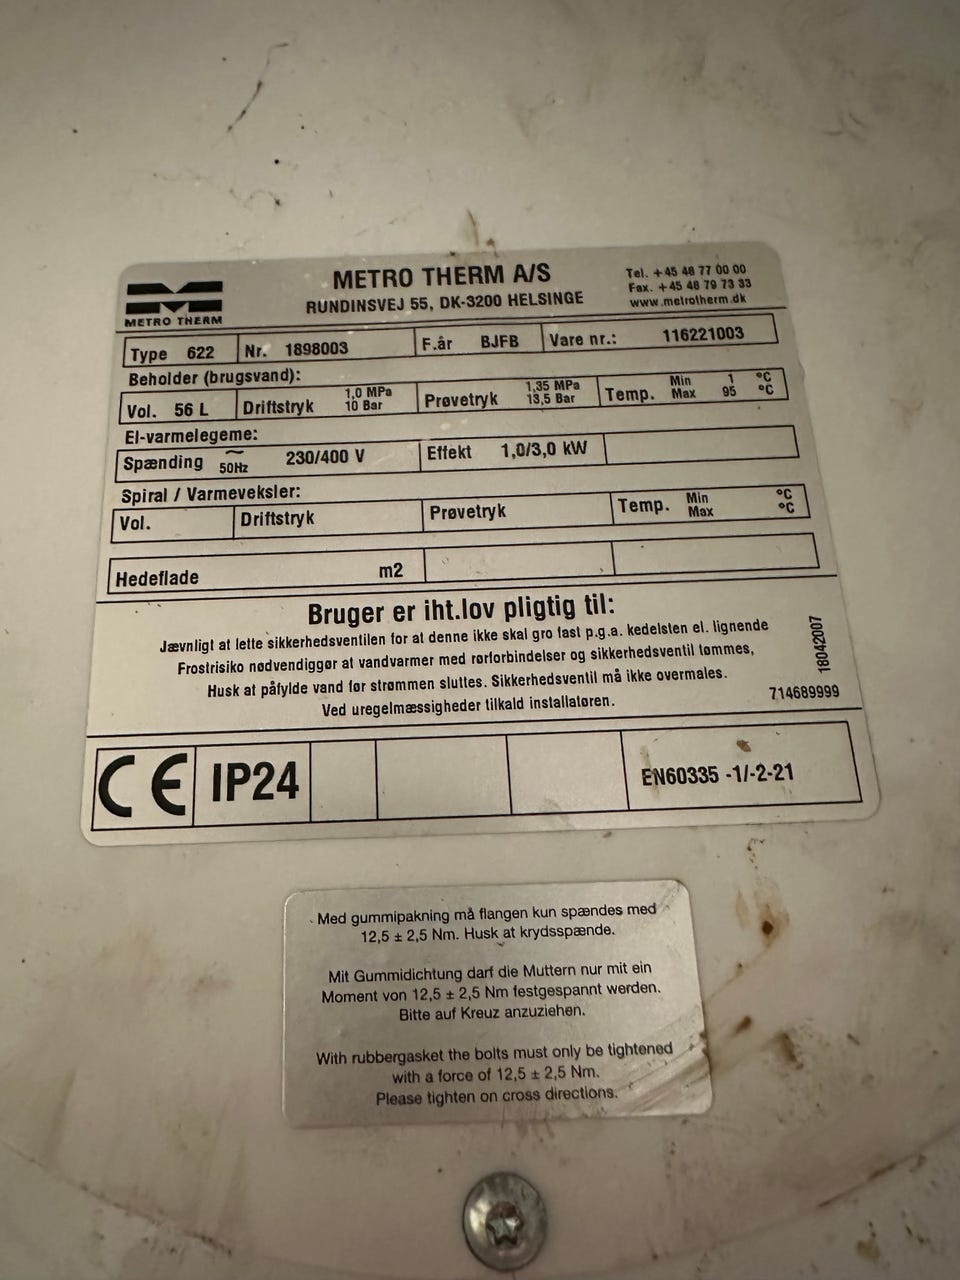 METRO THERM
METRO THERM A/S
RUNDINSVEJ 55, DK-3200 HELSINGE
Tel. +45 48 77 00 00
Fax. +45 48 79 73 33
www.metrotherm.dk
Type 622 Nr. 1898003 F.år BJFB Vare nr.: 116221003
Beholder (brugsvand):
Vol. 56 L Driftstryk 1,0 MPa 10 Bar Prøvetryk 1,35 MPa 13,5 Bar Temp. Min 1 °C Max 95 °C
El-varmelegeme:
Spænding ~ 50Hz 230/400 V Effekt 1,0/3,0 kW
Spiral / Varmeveksler:
Vol. Driftstryk Prøvetryk Temp. Min °C Max °C
Hedeflade m2
Bruger er iht.lov pligtig til:
Jævnligt at lette sikkerhedsventilen for at denne ikke skal gro fast p.g.a. kedelsten el. lignende
Frostrisiko nødvendiggør at vandvarmer med rørforbindelser og sikkerhedsventil tømmes,
Husk at påfylde vand før strømmen sluttes. Sikkerhedsventil må ikke overmales.
Ved uregelmæssigheder tilkald installatøren.
714689999
18042007
CE IP24 EN60335 -1/-2-21
Med gummipakning må flangen kun spændes med
12,5 ± 2,5 Nm. Husk at krydsspænde.
Mit Gummidichtung darf die Muttern nur mit ein
Moment von 12,5 ± 2,5 Nm festgespannt werden.
Bitte auf Kreuz anzuziehen.
With rubbergasket the bolts must only be tightened
with a force of 12,5 ± 2,5 Nm.
Please tighten on cross directions.